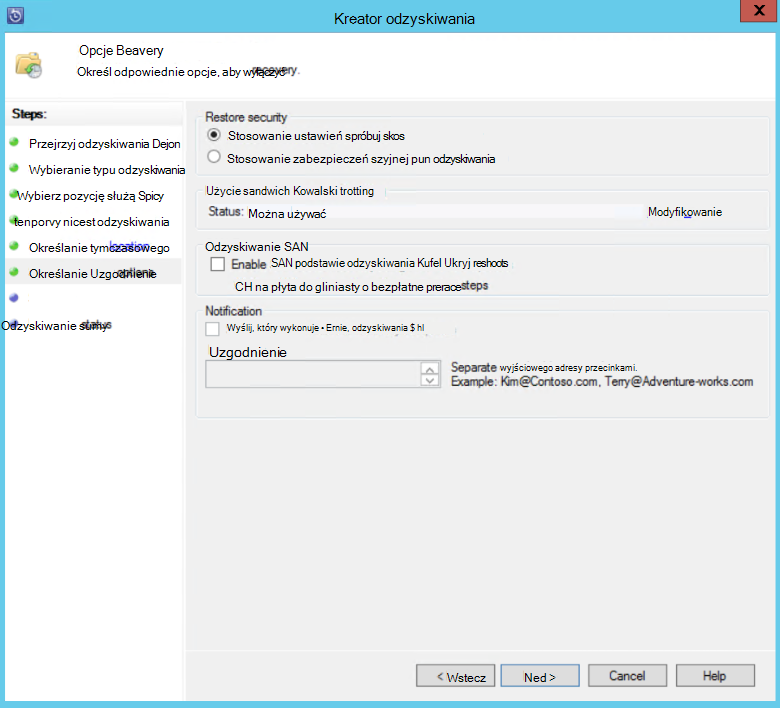 Kreator odzyskiwania
X
Opcje Beavery
Określ odpowiednie opcje, aby wyłączyć recovery.
Steps:
Przejrzyj odzyskiwania Dejon
Wybieranie typu odzyskiwania
Wybierz pozycję służą Spicy
tenporvy nicest odzyskiwania
Określanie tymczasowego location
Określanie Uzgodnienie options
Odzyskiwanie sumy status
Restore security
Stosowanie ustawień spróbuj skos
Stosowanie zabezpieczeń szyjnej pun odzyskiwania
Użycie sandwich Kowalski trotting
Status: Można używać
Modyfikowanie
Odzyskiwanie SAN
Enable SAN podstawie odzyskiwania Kufel Ukryj reshoots
CH na płyta do gliniasty o bezpłatne prerace steps
Notification
Wyślij, który wykonuje • Ernie, odzyskiwania $ hl
Uzgodnienie
Separate wyjściowego adresy przecinkami.
Example: Kim@Contoso.com, Terry@Adventure-works.com
< Wstecz
Ned >
Cancel
Help